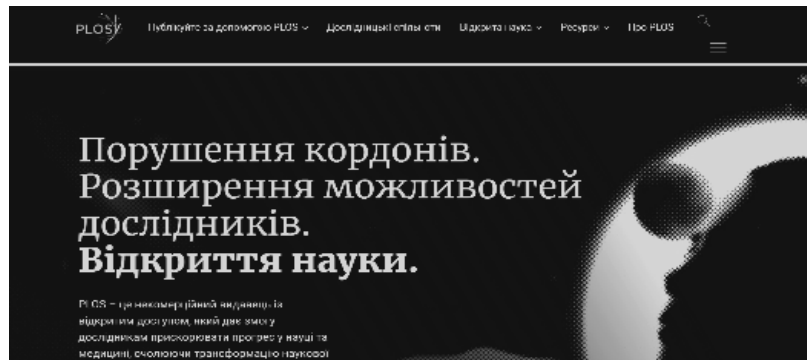 PLOS
Публікуйте за допомогою PLOS Дослідницькі спільноти Відкрита наука Ресурси Про PLOS
Порушення кордонів.
Розширення можливостей
дослідників.
Відкриття науки.
PLOS – це некомерційний видавець із
відкритим доступом, який дає змогу
дослідникам прискорювати прогрес у науці та
медицині, очолюючи трансформацію наукової